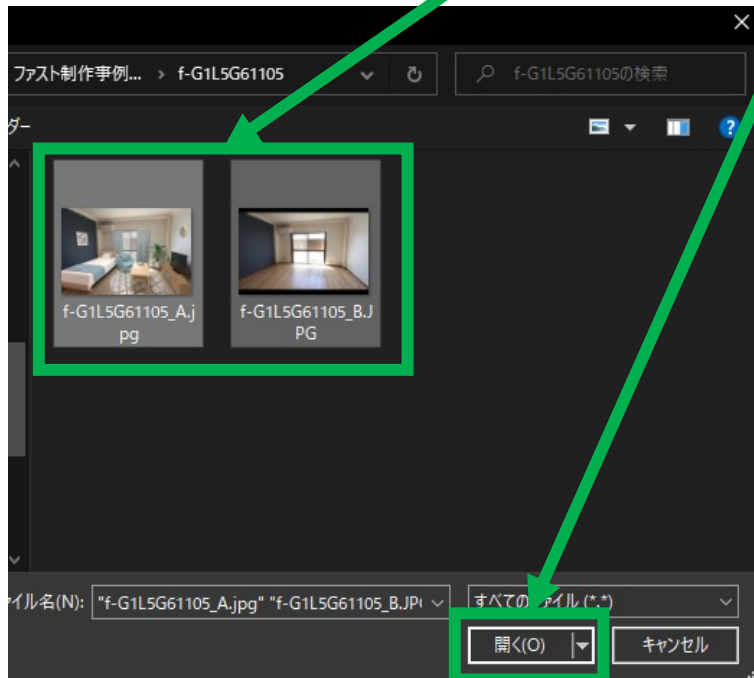 ファスト制作事例... › f-G1L5G61105
f-G1L5G61105の検索
ダー
?
f-G1L5G61105_A.j
pg
f-G1L5G61105_B.J
PG
イル名(N): "f-G1L5G61105_A.jpg" "f-G1L5G61105_B.JP
すべての イル (*.*)
開く(O)
キャンセル